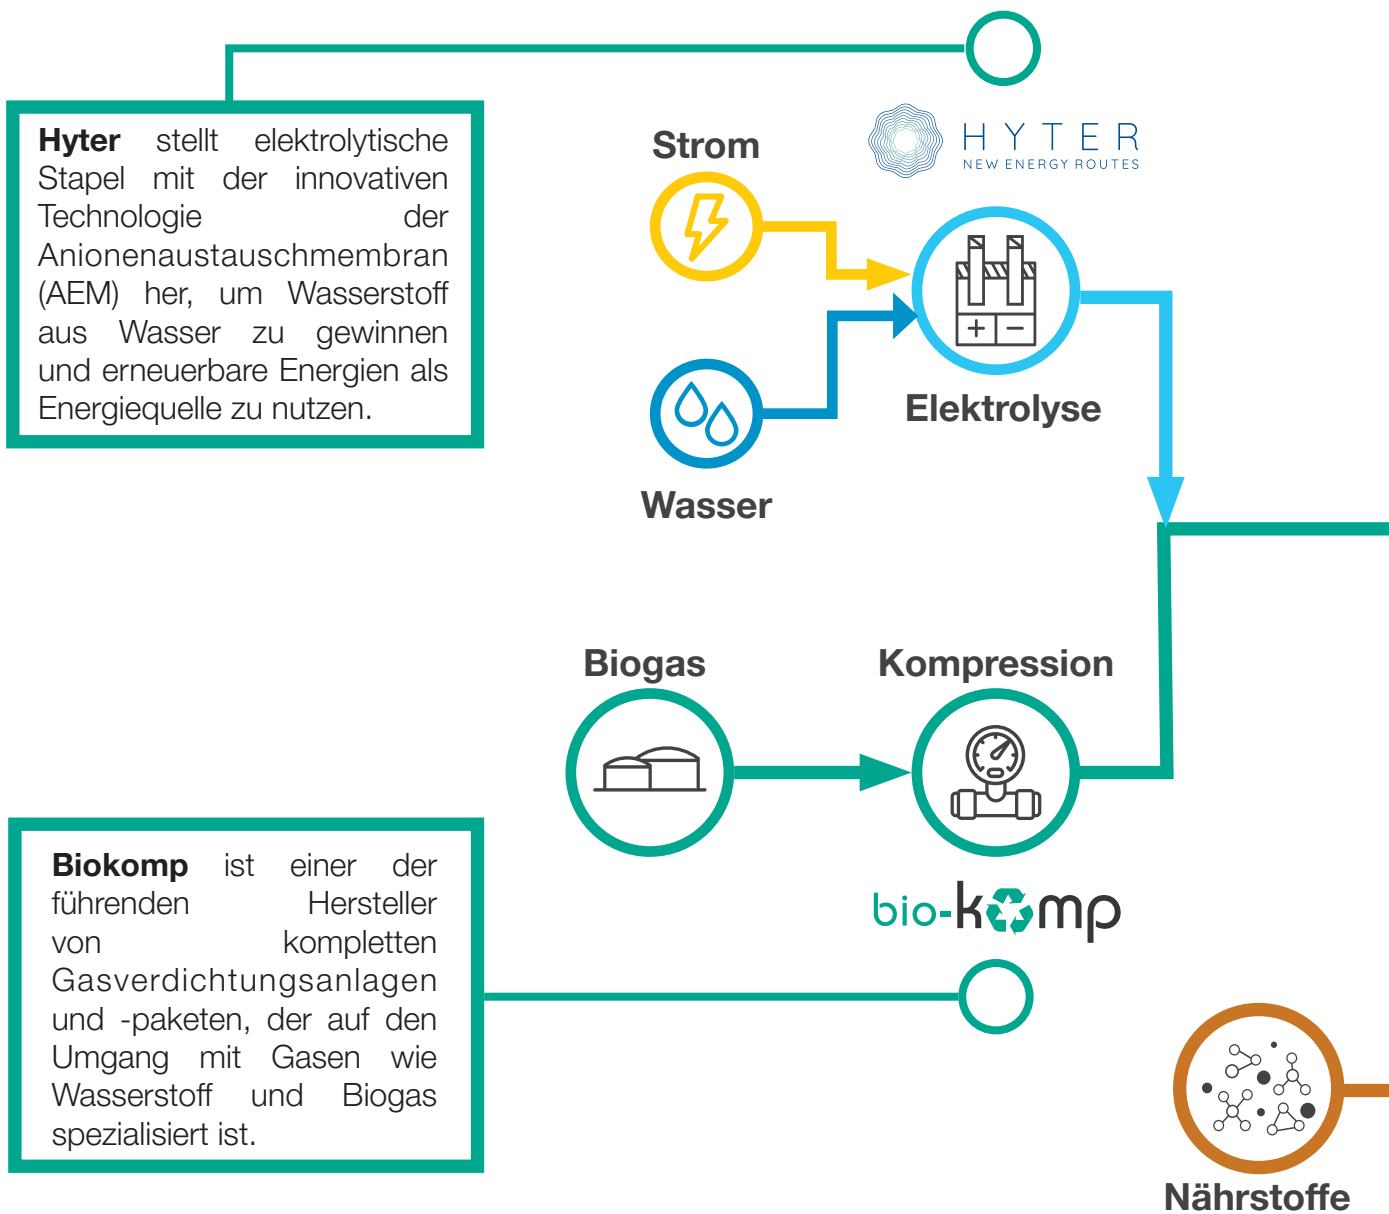 Hyter stellt elektrolytische
Stapel mit der innovativen
Technologie der
Anionenaustauschmembran
(AEM) her, um Wasserstoff
aus Wasser zu gewinnen
und erneuerbare Energien als
Energiequelle zu nutzen.
HYTER
NEW ENERGY ROUTES
Strom
Elektrolyse
Wasser
Biogas
Kompression
bio-komp
Biokomp ist einer der
führenden Hersteller
von kompletten
Gasverdichtungsanlagen
und -paketen, der auf den
Umgang mit Gasen wie
Wasserstoff und Biogas
spezialisiert ist.
Nährstoffe